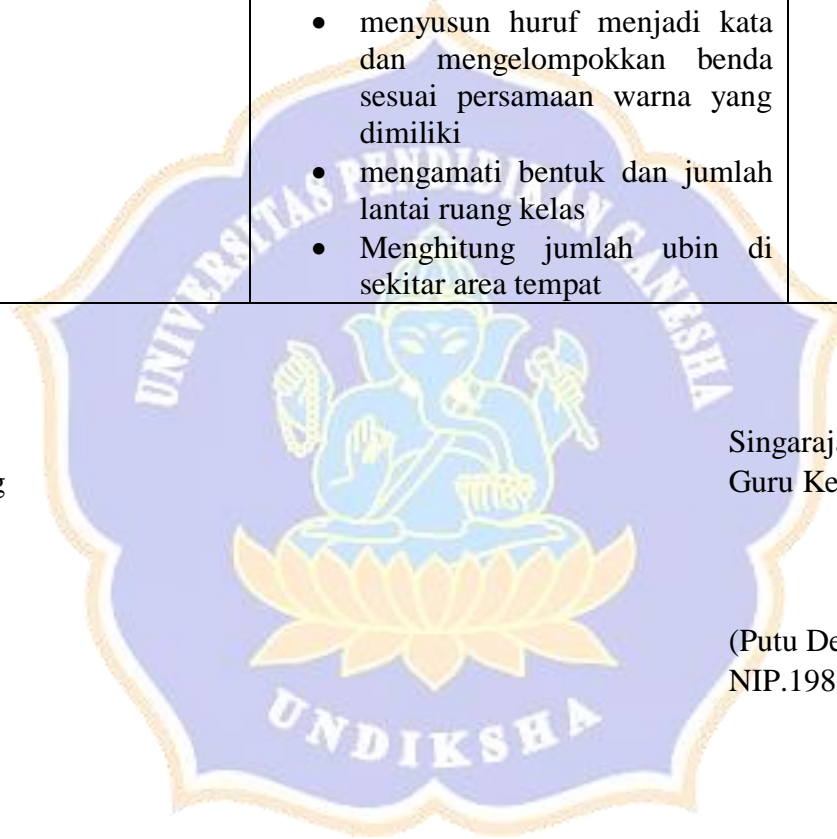 • menyusun huruf menjadi kata
dan mengelompokkan benda
sesuai persamaan warna yang
dimiliki
• mengamati bentuk dan jumlah
lantai ruang kelas
• Menghitung jumlah ubin di
sekitar area tempat
UNIVERSITAS PENDIDIKAN GANESHA
Singaraj
g
Guru Ke
(Putu De
NIP.198
UNDIKSHA